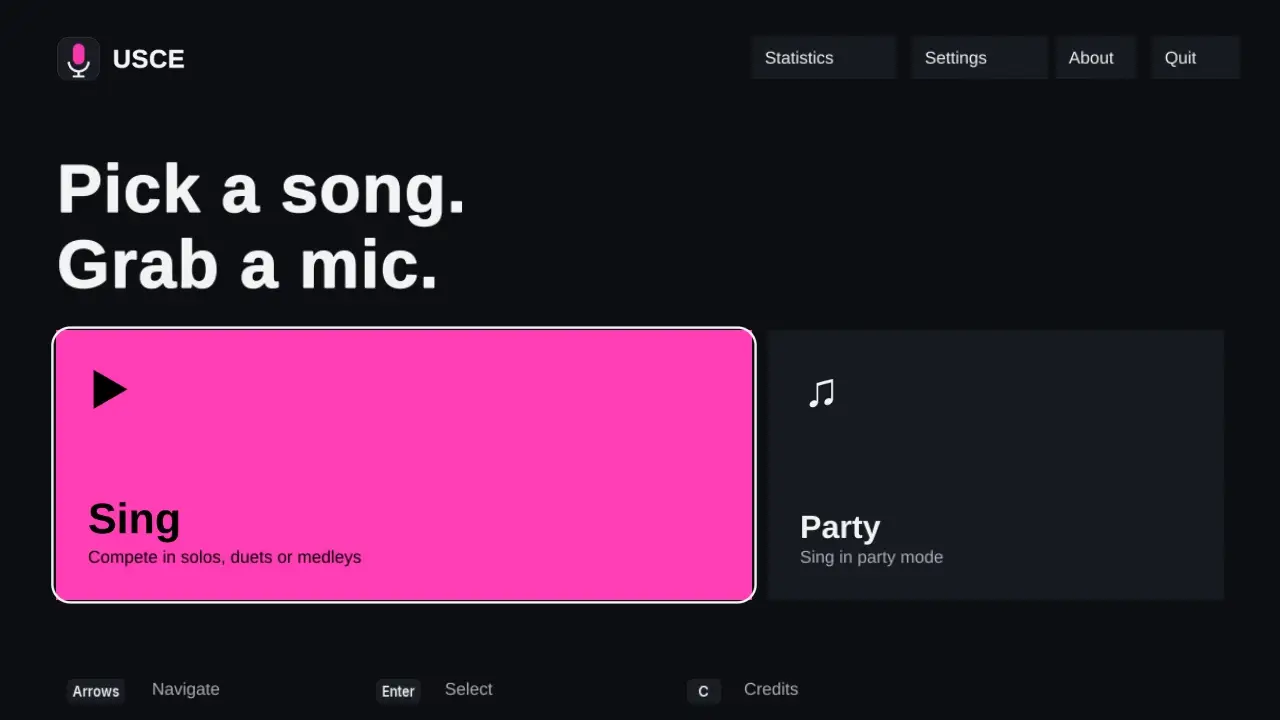 USCE
Statistics
Settings
About
Quit
Pick a song.
Grab a mic.
Sing
Compete in solos, duets or medleys
Party
Sing in party mode
Arrows Navigate
Enter Select
C Credits